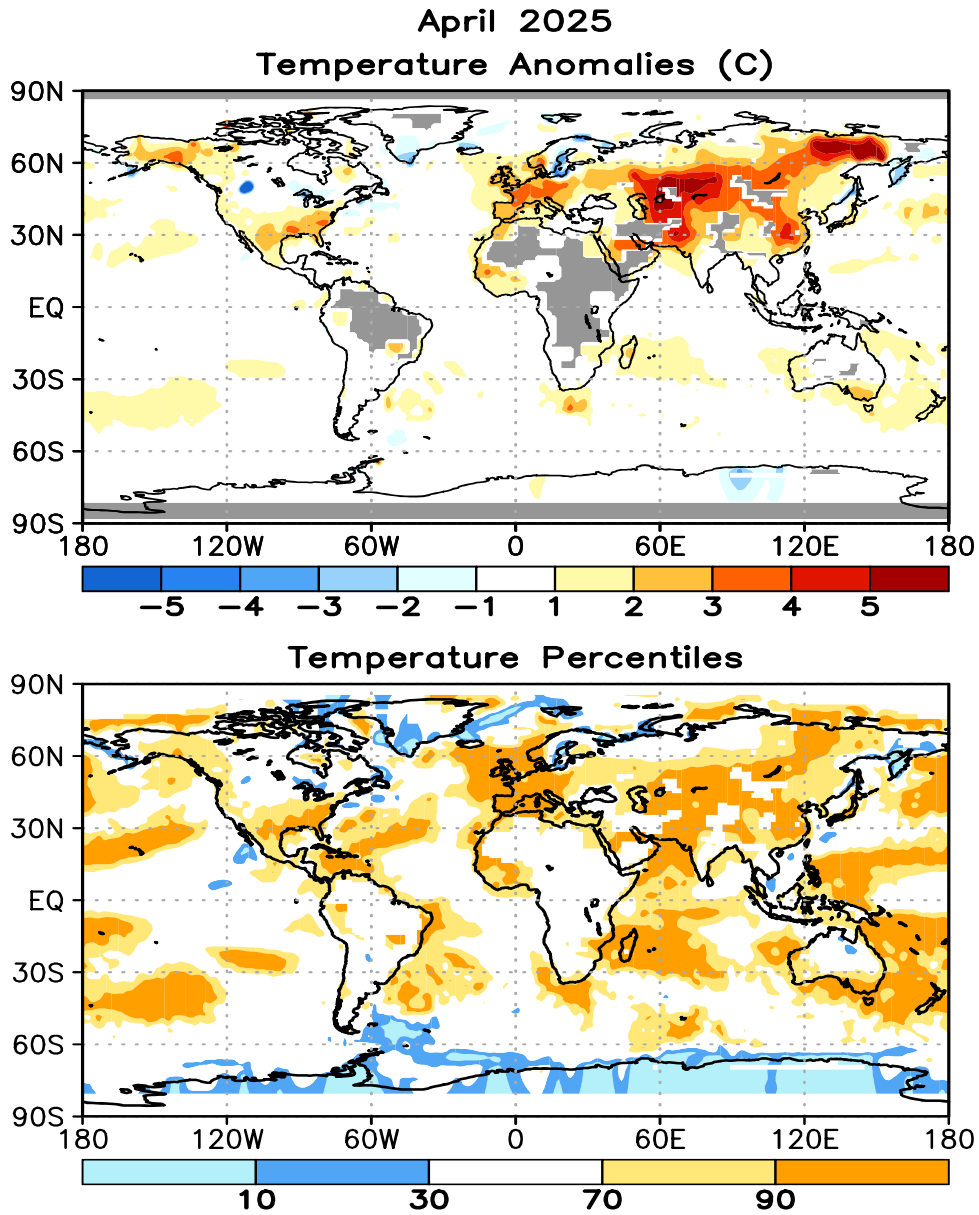 April 2025
Temperature Anomalies (C)
90N
60N
30N
EQ
30S
60S
90S
180 120W 60W 0 60E 120E 180
−5 −4 −3 −2 −1 1 2 3 4 5
Temperature Percentiles
90N
60N
30N
EQ
30S
60S
90S
180 120W 60W 0 60E 120E 180
10 30 70 90